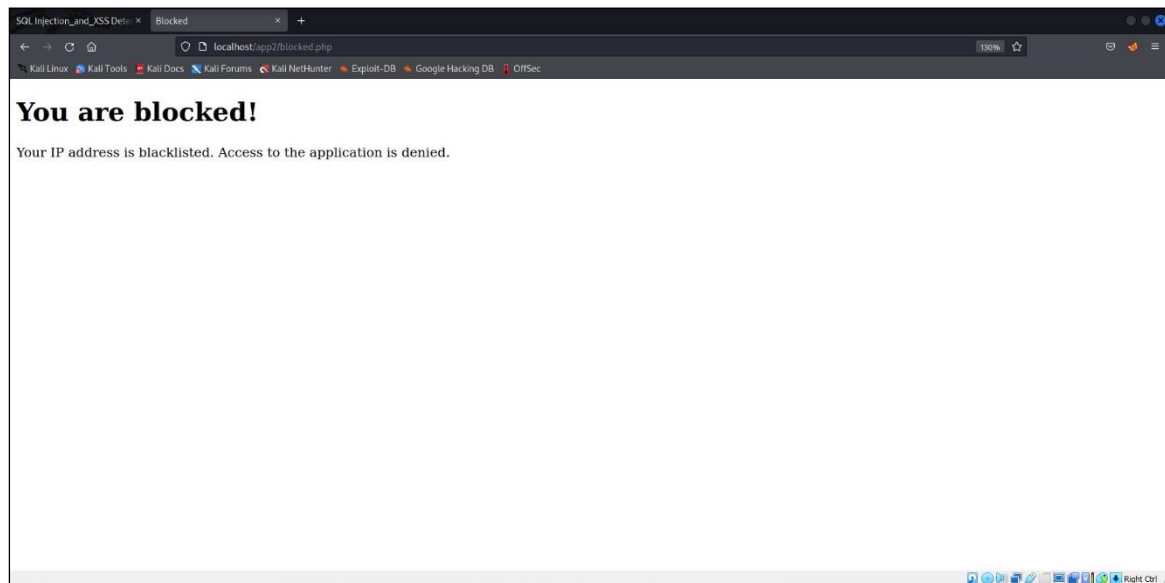 SQL Injection_and_XSS Dete
Blocked
localhost/app2/blocked.php
130%
Kali Linux
Kali Tools
Kali Docs
Kali Forums
Kali NetHunter
Exploit-DB
Google Hacking DB
OffSec
You are blocked!
Your IP address is blacklisted. Access to the application is denied.
Right Ctrl